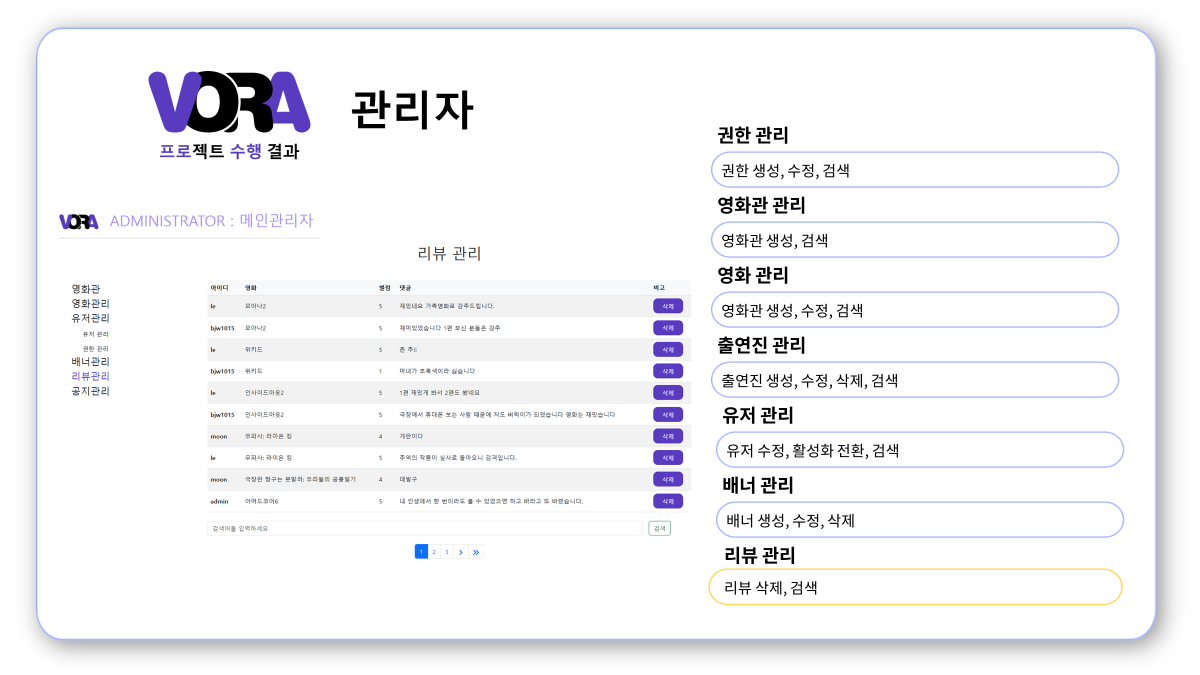 VORA
관리자
프로젝트 수행 결과
VORA ADMINISTRATOR : 메인관리자
리뷰 관리
영화관
영화관리
유저관리
유저 관리
권한 관리
배너관리
리뷰관리
공지관리
아이디 영화 별점 댓글 비고
le 모아나2 5 재밌네요 가족영화로 강추드립니다. 삭제
bjw1015 모아나2 5 재미있었습니다 1편 보신 분들은 강추 삭제
le 위키드 5 존 주!! 삭제
bjw1015 위키드 1 마녀가 초록색이라 싫습니다 삭제
le 인사이드아웃2 5 1편 재밌게 봐서 2편도 봤네요 삭제
bjw1015 인사이드아웃2 5 극장에서 휴대폰 보는 사람 때문에 저도 버럭이가 되었습니다 영화는 재밌습니다 삭제
moon 무파사: 라이온 킹 4 개판이다 삭제
le 무파사: 라이온 킹 5 추억의 작품이 실사로 돌아오니 감격입니다. 삭제
moon 극장판 짱구는 못말려: 우리들의 공룡일기 4 데빌구 삭제
admin 아머드코어6 5 내 인생에서 한 번이라도 볼 수 있었으면 하고 바라고 또 바랬습니다. 삭제
검색어를 입력하세요 검색
1 2 3 › »
권한 관리
권한 생성, 수정, 검색
영화관 관리
영화관 생성, 검색
영화 관리
영화관 생성, 수정, 검색
출연진 관리
출연진 생성, 수정, 삭제, 검색
유저 관리
유저 수정, 활성화 전환, 검색
배너 관리
배너 생성, 수정, 삭제
리뷰 관리
리뷰 삭제, 검색